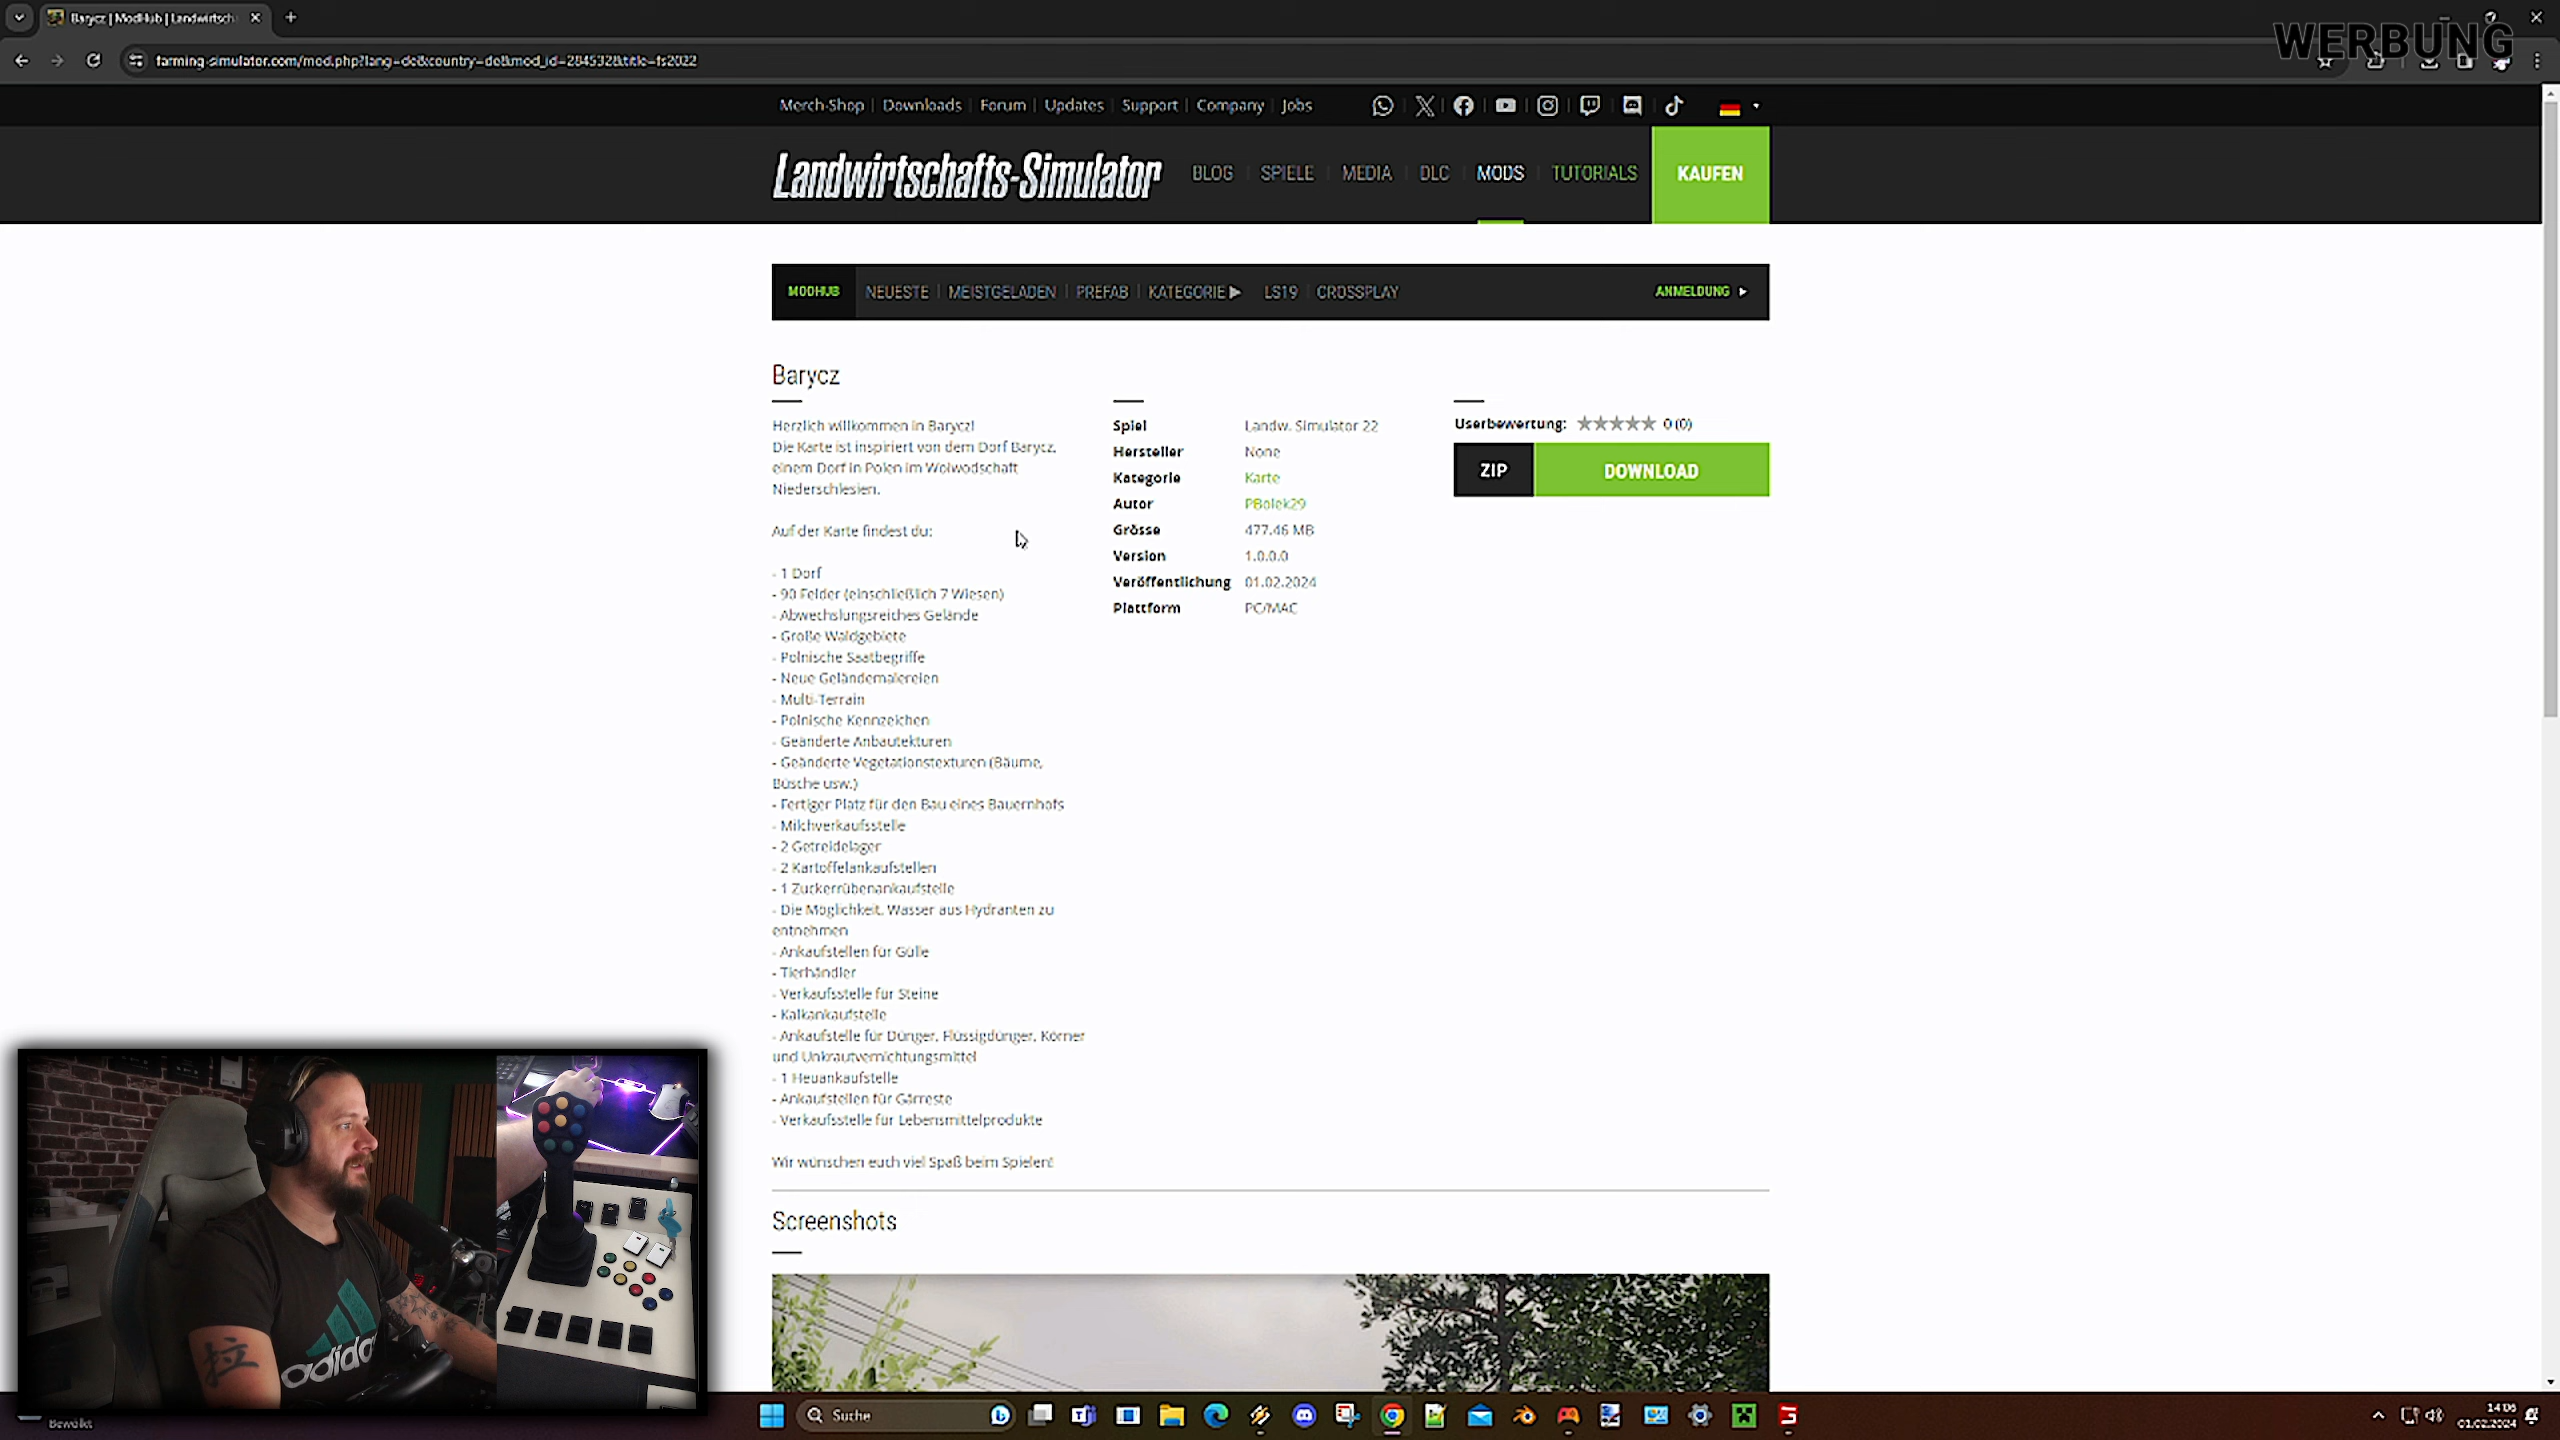 Barycz | ModHub | Landwirtsch
WERBUNG
farming-simulator.com/mod.php?lang=de&country=de&mod_id=284532&title=fs2022
Merch-Shop | Downloads | Forum | Updates | Support | Company | Jobs
Landwirtschafts-Simulator
BLOG SPIELE MEDIA DLC MODS TUTORIALS KAUFEN
MODHUB NEUESTE MEISTGELADEN PREFAB KATEGORIE LS19 CROSSPLAY ANMELDUNG
Barycz
Herzlich willkommen in Barycz!
Die Karte ist inspiriert von dem Dorf Barycz,
einem Dorf in Polen im Woiwodschaft
Niederschlesien.
Auf der Karte findest du:
- 1 Dorf
- 90 Felder (einschließlich 7 Wiesen)
- Abwechslungsreiches Gelände
- Große Waldgebiete
- Polnische Saatbegriffe
- Neue Geländemalereien
- Multi-Terrain
- Polnische Kennzeichen
- Geänderte Anbautekturen
- Geänderte Vegetationstexturen (Bäume,
Büsche usw.)
- Fertiger Platz für den Bau eines Bauernhofs
- Milchverkaufsstelle
- 2 Getreidelager
- 2 Kartoffelankaufstellen
- 1 Zuckerrübenankaufstelle
- Die Möglichkeit, Wasser aus Hydranten zu
entnehmen
- Ankaufstellen für Gülle
- Tierhändler
- Verkaufsstelle für Steine
- Kalkankaufstelle
- Ankaufstelle für Dünger, Flüssigdünger, Körner
und Unkrautvernichtungsmittel
- 1 Heuankaufstelle
- Ankaufstellen für Gärreste
- Verkaufsstelle für Lebensmittelprodukte
Wir wünschen euch viel Spaß beim Spielen!
Spiel Landw. Simulator 22
Hersteller None
Kategorie Karte
Autor PBolek29
Grösse 477.46 MB
Version 1.0.0.0
Veröffentlichung 01.02.2024
Plattform PC/MAC
Userbewertung: 0 (0)
ZIP DOWNLOAD
Screenshots
adidas
拉
Bewölkt
Suche
14:06
01.02.2024